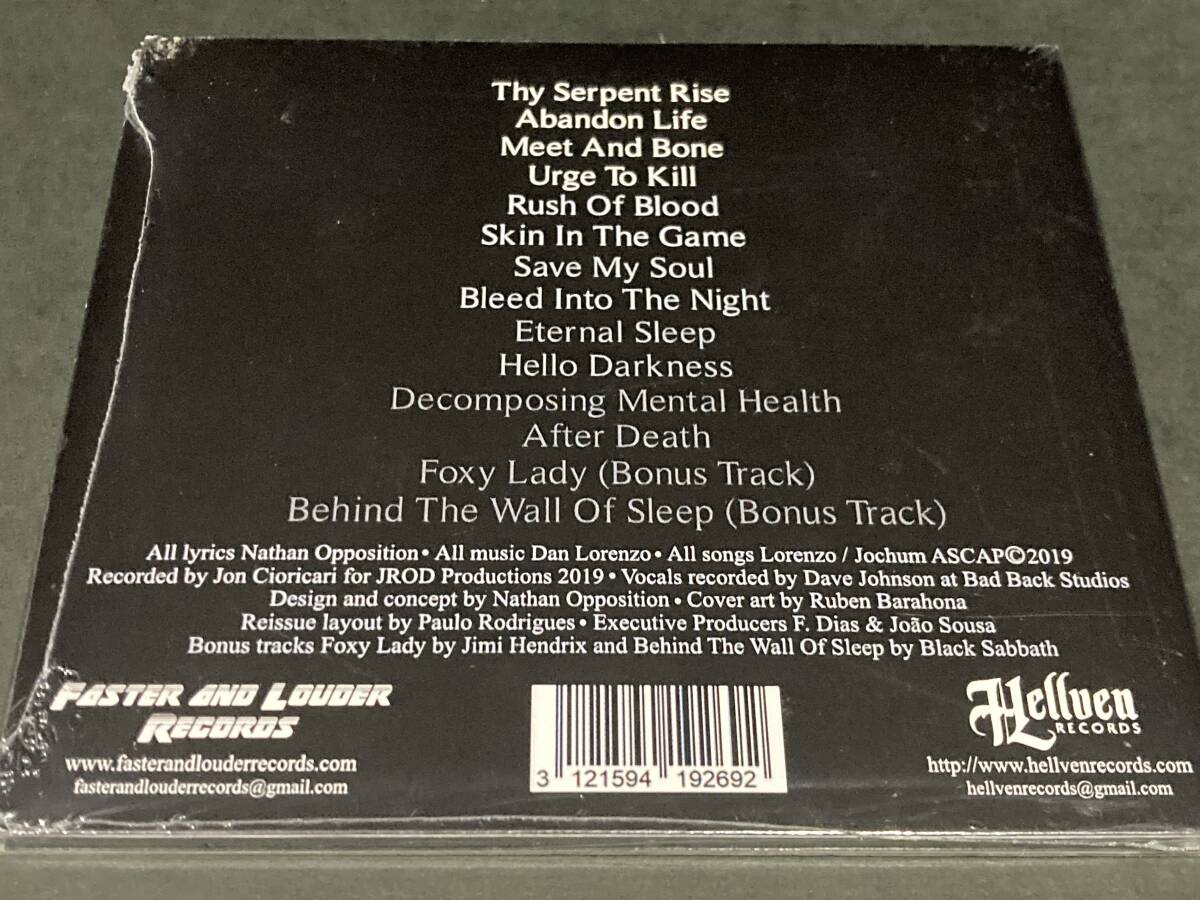 Thy Serpent Rise
Abandon Life
Meet And Bone
Urge To Kill
Rush Of Blood
Skin In The Game
Save My Soul
Bleed Into The Night
Eternal Sleep
Hello Darkness
Decomposing Mental Health
After Death
Foxy Lady (Bonus Track)
Behind The Wall Of Sleep (Bonus Track)
All lyrics Nathan Opposition • All music Dan Lorenzo • All songs Lorenzo / Jochum ASCAP©2019
Recorded by Jon Cioricari for JROD Productions 2019 • Vocals recorded by Dave Johnson at Bad Back Studios
Design and concept by Nathan Opposition • Cover art by Ruben Barahona
Reissue layout by Paulo Rodrigues • Executive Producers F. Dias & João Sousa
Bonus tracks Foxy Lady by Jimi Hendrix and Behind The Wall Of Sleep by Black Sabbath
Faster and Louder
Records
www.fasterandlouderrecords.com
fasterandlouderrecords@gmail.com
3 121594 192692
Hellven
RECORDS
http://www.hellvenrecords.com
hellvenrecords@gmail.com